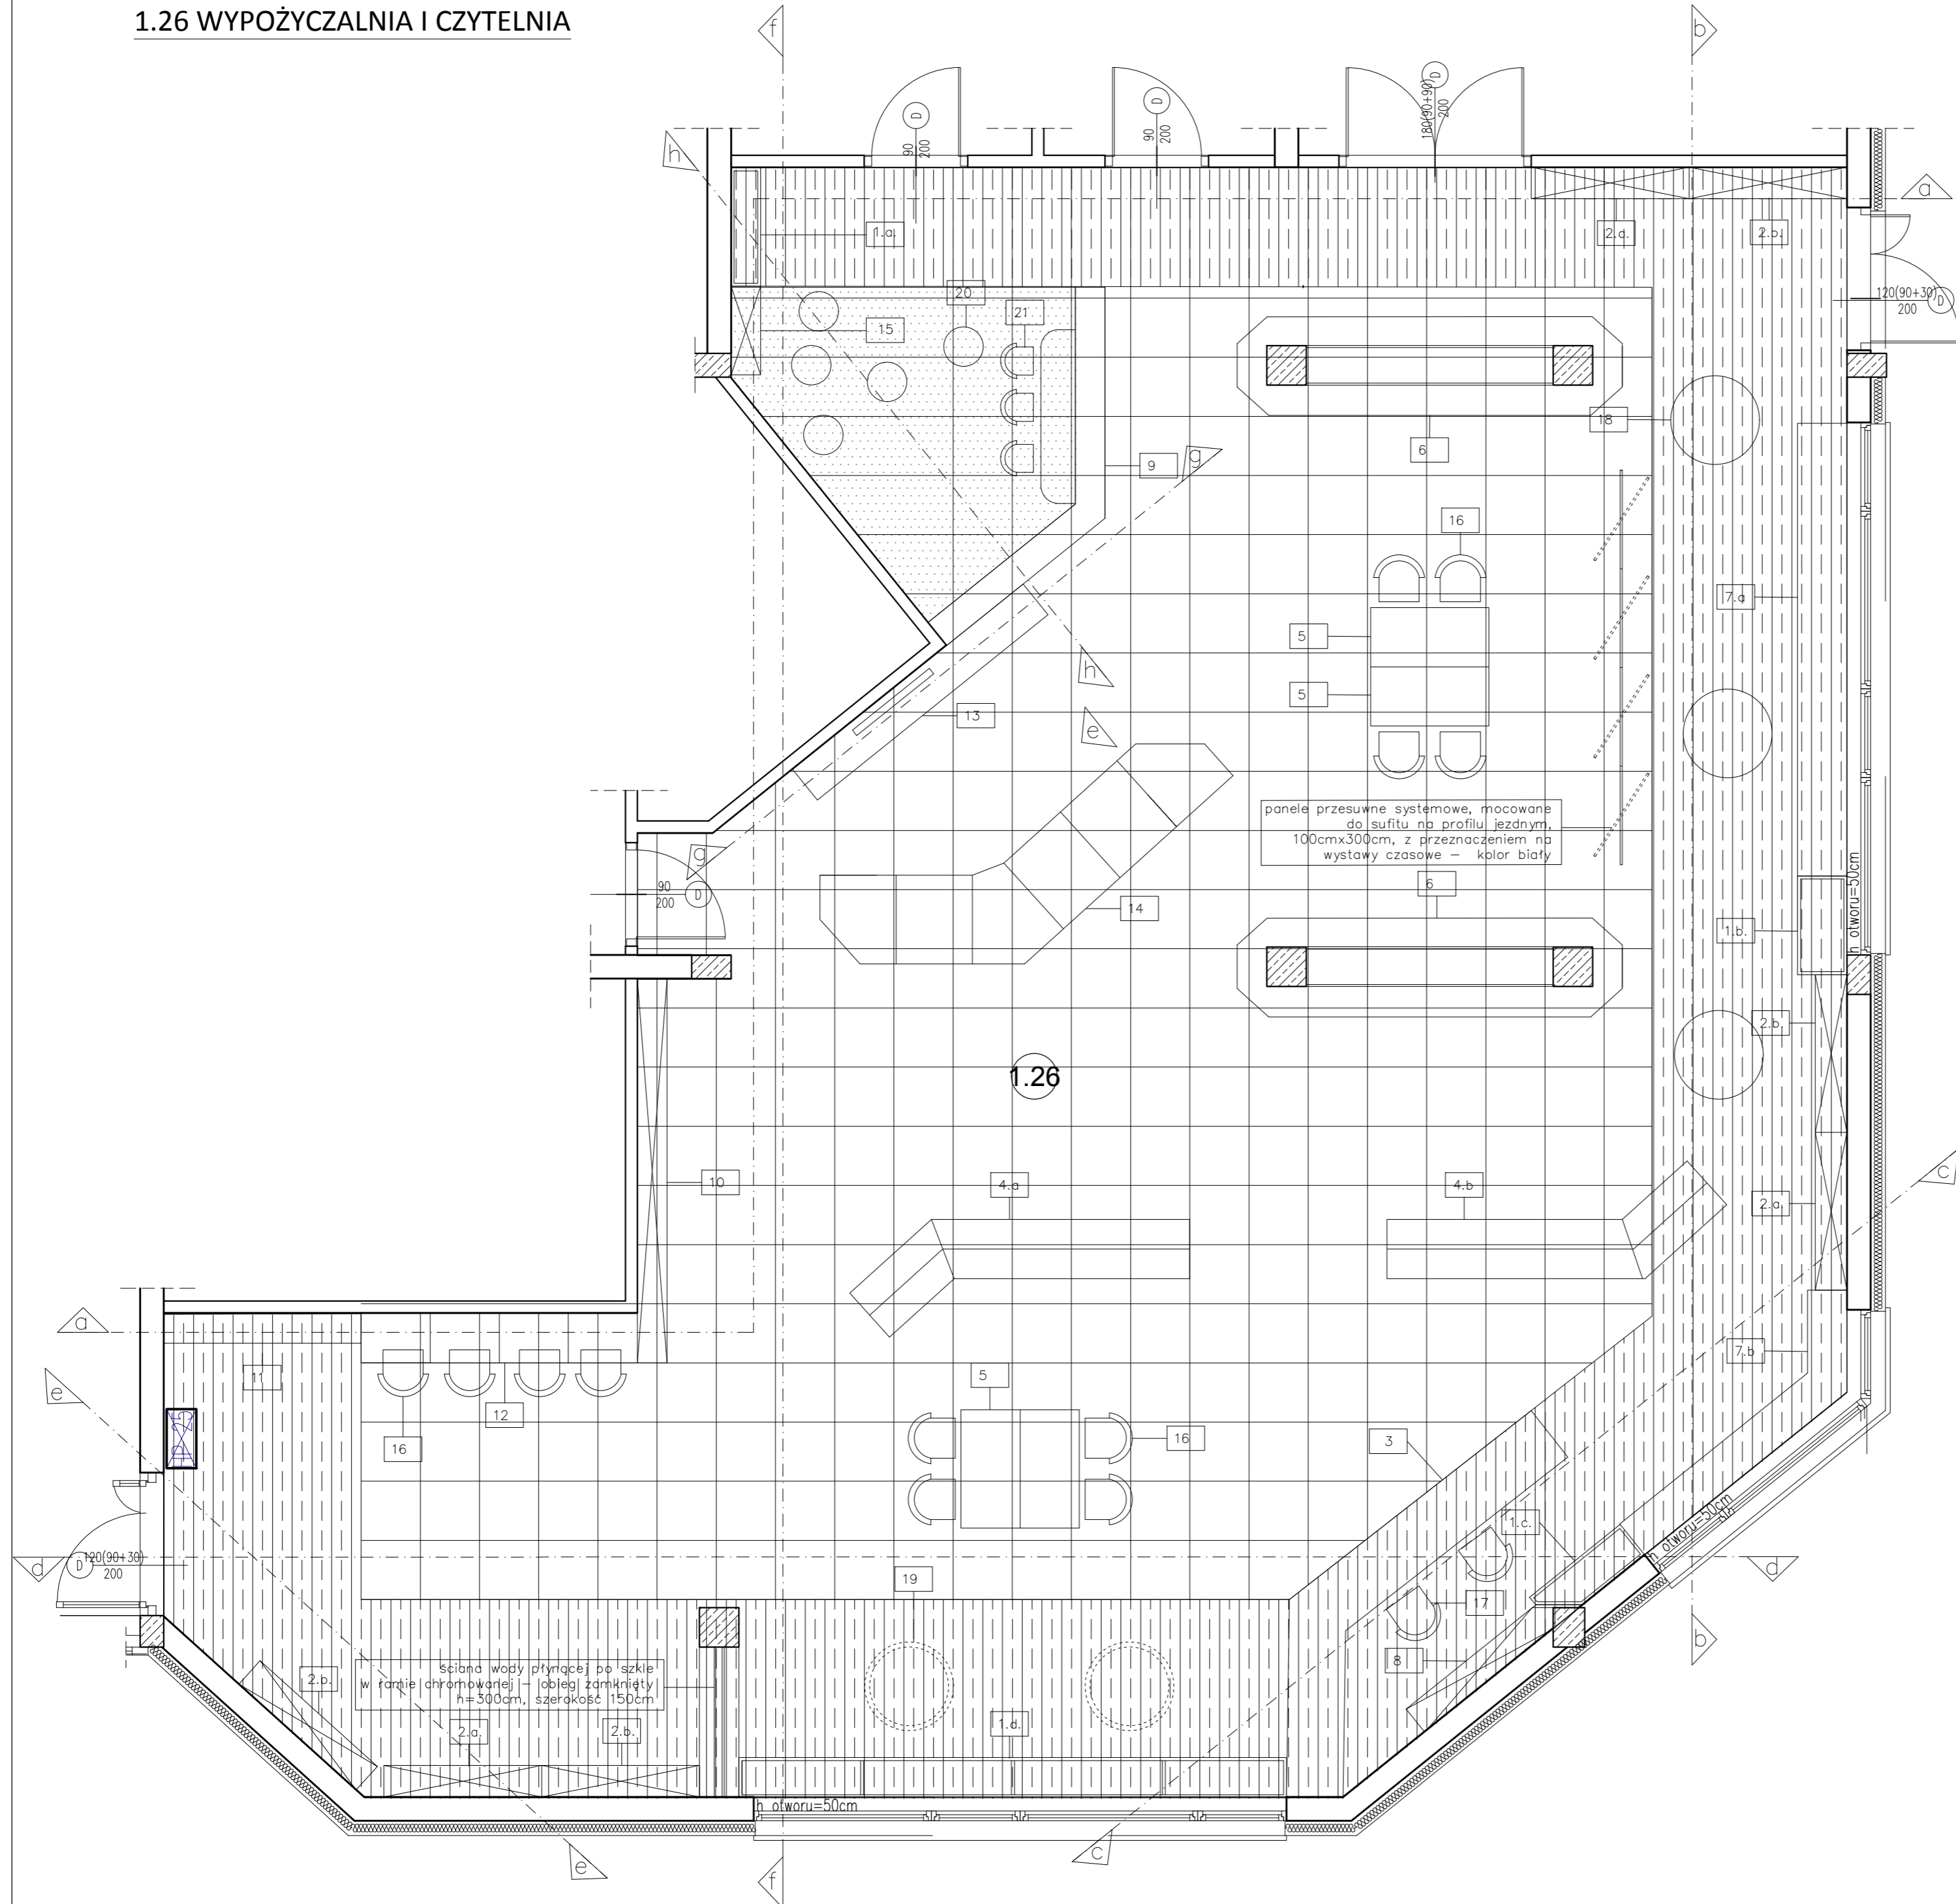 1.26 WYPOŻYCZALNIA I CZYTELNIA
f
b
D
90
200
D
90
200
D
180(90+90)
200
h
a
1.a.
2.d.
2.b.
20
21
15
120(90+30)
200
D
18
6
9
g
16
7.a
5
h
5
13
e
panele przesuwne systemowe, mocowane
do sufitu na profilu jezdnym,
100cmx300cm, z przeznaczeniem na
wystawy czasowe – kolor biały
g
90
200
D
6
14
h otworu=50cm
1.b.
2.b.
1.26
c
10
4.a
4.b
2.a.
a
7.b
e
11
5
12
16
16
3
HP 25
1.c.
h otworu=50cm
d
120(90+30)
200
D
d
19
17
b
8
2.b.
ściana wody płynącej po szkle
w ramie chromowanej – obieg zamknięty
h=300cm, szerokość 150cm
2.a.
2.b.
1.d.
h otworu=50cm
c
e
f